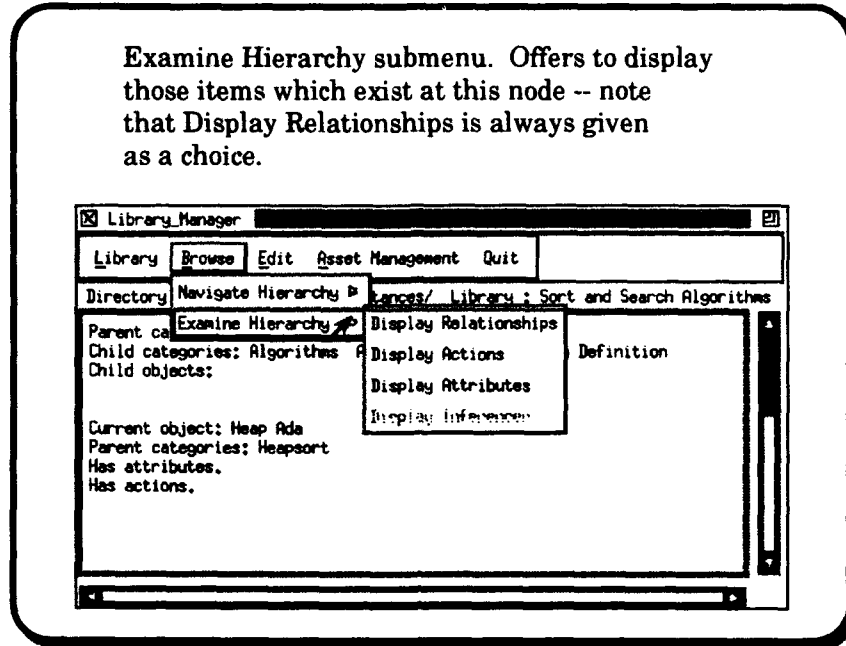 Examine Hierarchy submenu. Offers to display
those items which exist at this node -- note
that Display Relationships is always given
as a choice.
Library_Manager
Library Browse Edit Asset Management Quit
Directory Navigate Hierarchy Library : Sort and Search Algorithms
Parent Examine Hierarchy Display Relationships
Child categories: Algorithms Display Actions Definition
Child objects:
Display Attributes
Display Inferences
Current object: Heap Ada
Parent categories: Heapsort
Has attributes.
Has actions.